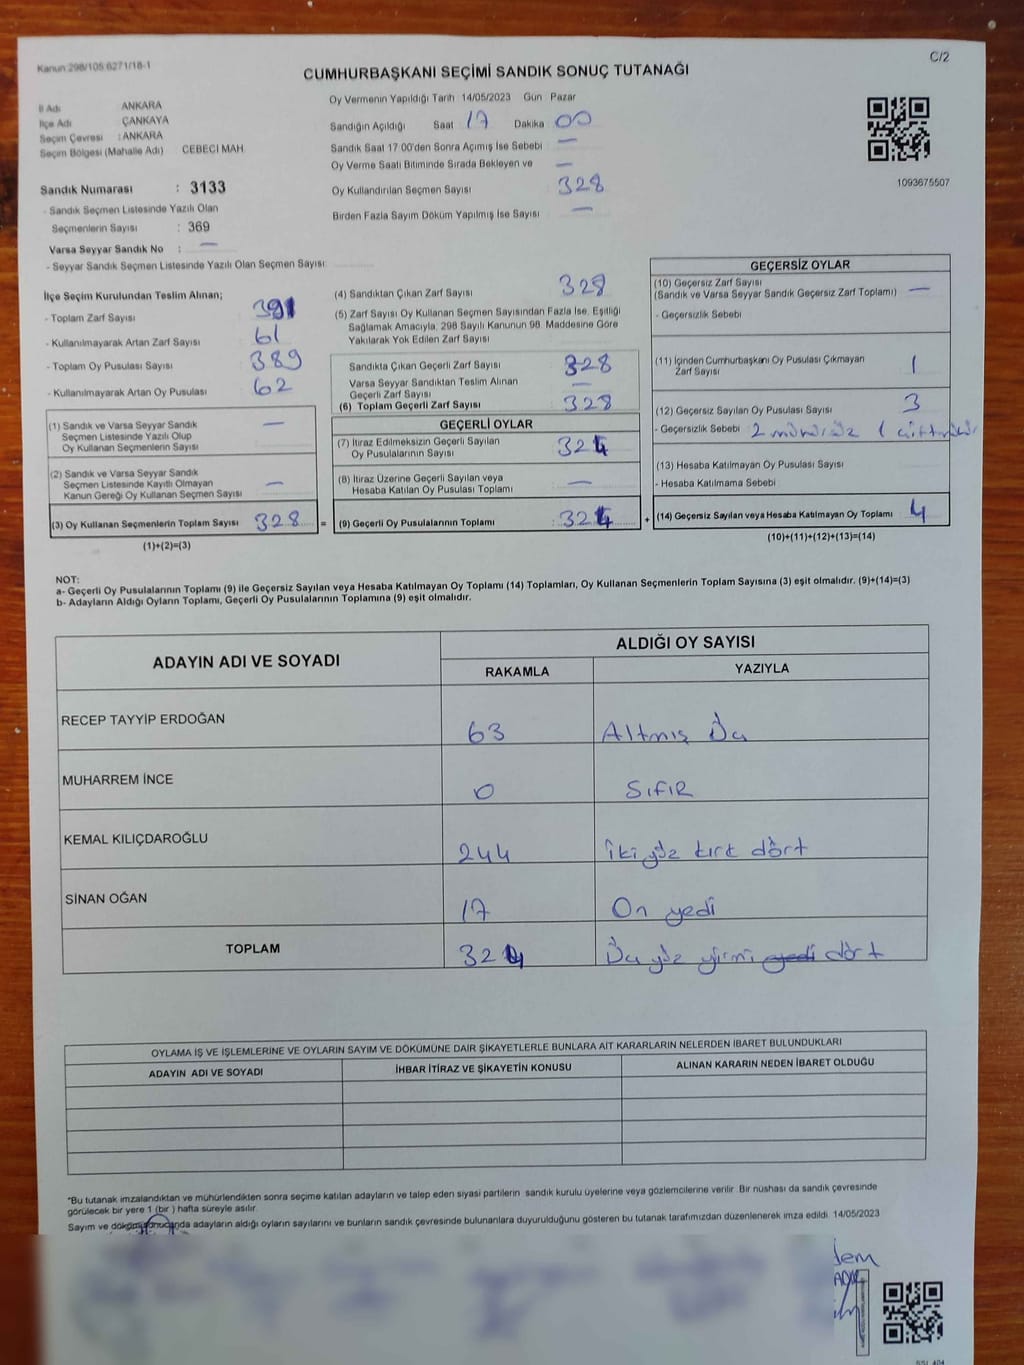 Kanun:298/105.6271/18-1
C/2
CUMHURBAŞKANI SEÇİMİ SANDIK SONUÇ TUTANAĞI
İl Adı ANKARA
İlçe Adı ÇANKAYA
Seçim Çevresi : ANKARA
Seçim Bölgesi (Mahalle Adı) CEBECİ MAH.
Sandık Numarası : 3133
- Sandık Seçmen Listesinde Yazılı Olan
Seçmenlerin Sayısı : 369
Varsa Seyyar Sandık No : —
- Seyyar Sandık Seçmen Listesinde Yazılı Olan Seçmen Sayısı:
Oy Vermenin Yapıldığı Tarih 14/05/2023 Gün Pazar
Sandığın Açıldığı Saat 17 Dakika 00
Sandık Saat 17.00'den Sonra Açımış İse Sebebi —
Oy Verme Saati Bitiminde Sırada Bekleyen ve —
Oy Kullandırılan Seçmen Sayısı 328
Birden Fazla Sayım Döküm Yapılmış İse Sayısı —
1093675507
İlçe Seçim Kurulundan Teslim Alınan;
- Toplam Zarf Sayısı
- Kullanılmayarak Artan Zarf Sayısı 61
- Toplam Oy Pusulası Sayısı 389
- Kullanılmayarak Artan Oy Pusulası 62
(1) Sandık ve Varsa Seyyar Sandık —
Seçmen Listesinde Yazılı Olup
Oy Kullanan Seçmenlerin Sayısı
(2) Sandık ve Varsa Seyyar Sandık
Seçmen Listesinde Kayıtlı Olmayan —
Kanun Gereği Oy Kullanan Seçmen Sayısı
(3) Oy Kullanan Seçmenlerin Toplam Sayısı 328 =
(1)+(2)=(3)
(4) Sandıktan Çıkan Zarf Sayısı 328
(5) Zarf Sayısı Oy Kullanan Seçmen Sayısından Fazla İse, Eşitliği
Sağlamak Amacıyla, 298 Sayılı Kanunun 98. Maddesine Göre
Yakılarak Yok Edilen Zarf Sayısı
Sandıkta Çıkan Geçerli Zarf Sayısı 328
Varsa Seyyar Sandıktan Teslim Alınan —
Geçerli Zarf Sayısı
(6) Toplam Geçerli Zarf Sayısı 328
GEÇERLİ OYLAR
(7) İtiraz Edilmeksizin Geçerli Sayılan 324
Oy Pusulalarının Sayısı
(8) İtiraz Üzerine Geçerli Sayılan veya —
Hesaba Katılan Oy Pusulası Toplamı
(9) Geçerli Oy Pusulalarının Toplamı : 324 +
GEÇERSİZ OYLAR
(10) Geçersiz Zarf Sayısı —
(Sandık ve Varsa Seyyar Sandık Geçersiz Zarf Toplamı)
- Geçersizlik Sebebi
(11) İçinden Cumhurbaşkanı Oy Pusulası Çıkmayan 1
Zarf Sayısı
(12) Geçersiz Sayılan Oy Pusulası Sayısı 3
- Geçersizlik Sebebi 2 mühürsüz 1
(13) Hesaba Katılmayan Oy Pusulası Sayısı
- Hesaba Katılmama Sebebi
(14) Geçersiz Sayılan veya Hesaba Katılmayan Oy Toplamı 4
(10)+(11)+(12)+(13)=(14)
NOT:
a- Geçerli Oy Pusulalarının Toplamı (9) ile Geçersiz Sayılan veya Hesaba Katılmayan Oy Toplamı (14) Toplamları, Oy Kullanan Seçmenlerin Toplam Sayısına (3) eşit olmalıdır. (9)+(14)=(3)
b- Adayların Aldığı Oyların Toplamı, Geçerli Oy Pusulalarının Toplamına (9) eşit olmalıdır.
ADAYIN ADI VE SOYADI
ALDIĞI OY SAYISI
RAKAMLA YAZIYLA
RECEP TAYYİP ERDOĞAN 63 Altmış Üç
MUHARREM İNCE 0 SIFIR
KEMAL KILIÇDAROĞLU 244 İki yüz kırk dört
SİNAN OĞAN 17 On yedi
TOPLAM 324 Üç yüz yirmi yedi dört
OYLAMA İŞ VE İŞLEMLERİNE VE OYLARIN SAYIM VE DÖKÜMÜNE DAİR ŞİKAYETLERLE BUNLARA AİT KARARLARIN NELERDEN İBARET BULUNDUKLARI
ADAYIN ADI VE SOYADI İHBAR İTİRAZ VE ŞİKAYETİN KONUSU ALINAN KARARIN NEDEN İBARET OLDUĞU
*Bu tutanak imzalandıktan ve mühürlendikten sonra seçime katılan adayların ve talep eden siyasi partilerin sandık kurulu üyelerine veya gözlemcilerine verilir. Bir nüshası da sandık çevresinde
görülecek bir yere 1 (bir ) hafta süreyle asılır.
Sayım ve dökümü sonucunda adayların aldığı oyların sayılarını ve bunların sandık çevresinde bulunanlara duyurulduğunu gösteren bu tutanak tarafımızdan düzenlenerek imza edildi. 14/05/2023